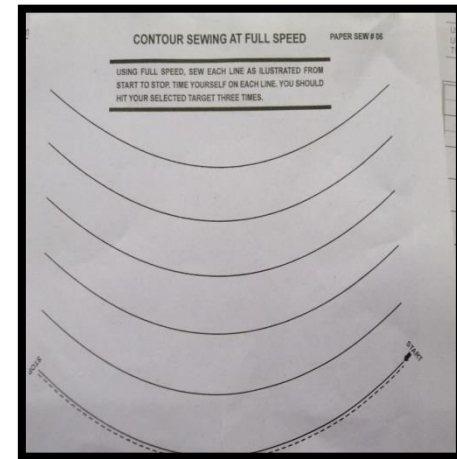 CONTOUR SEWING AT FULL SPEED
PAPER SEW # 06
USING FULL SPEED, SEW EACH LINE AS ILUSTRATED FROM
START TO STOP. TIME YOURSELF ON EACH LINE. YOU SHOULD
HIT YOUR SELECTED TARGET THREE TIMES.
START
STOP